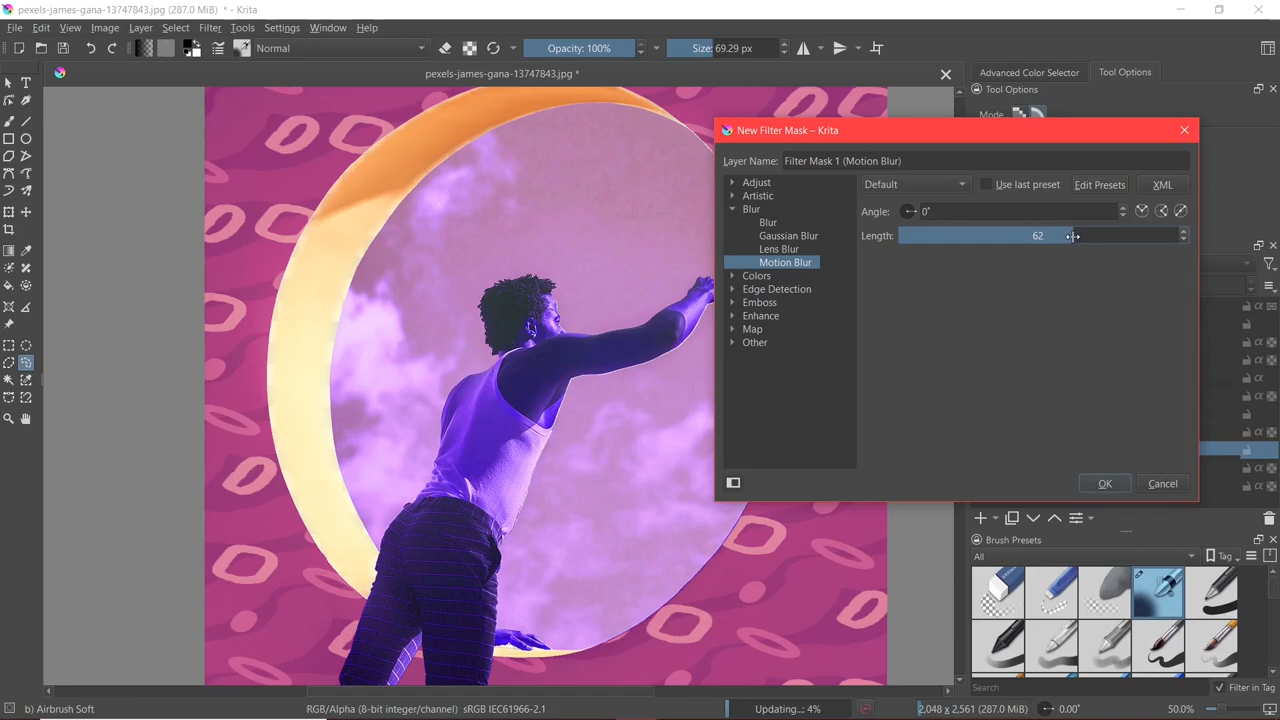 pexels-james-gana-13747843.jpg (287.0 MiB) * - Krita
File Edit View Image Layer Select Filter Tools Settings Window Help
Normal Opacity: 100% Size: 69.29 px
pexels-james-gana-13747843.jpg *
Advanced Color Selector Tool Options
Tool Options
Mode
New Filter Mask – Krita
Layer Name: Filter Mask 1 (Motion Blur)
Adjust
Artistic
Blur
Blur
Gaussian Blur
Lens Blur
Motion Blur
Colors
Edge Detection
Emboss
Enhance
Map
Other
Default Use last preset Edit Presets XML
Angle: 0°
Length: 62
OK Cancel
Brush Presets
All Tag
Search Filter in Tag
b) Airbrush Soft RGB/Alpha (8-bit integer/channel) sRGB IEC61966-2.1 Updating...: 4% 2,048 x 2,561 (287.0 MiB) 0.00° 50.0%